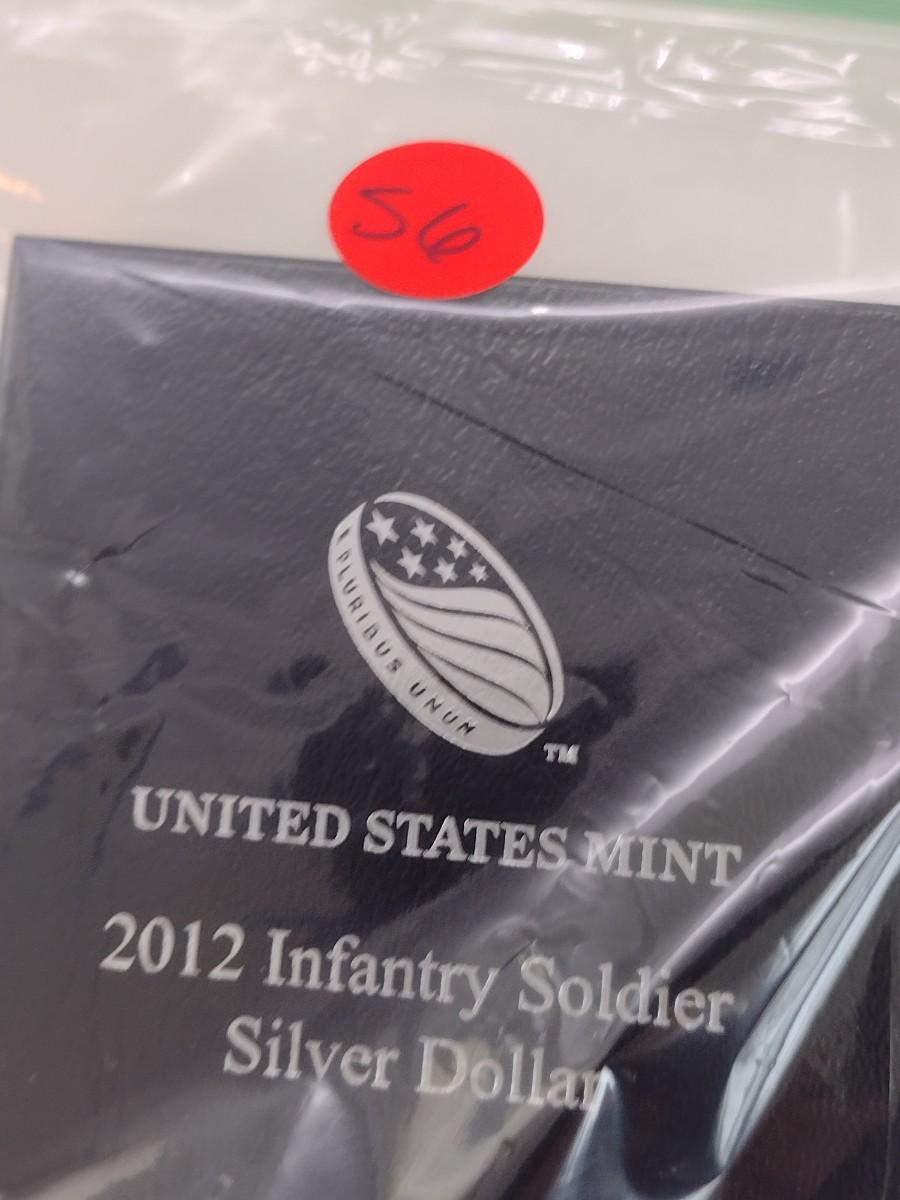 56
E PLURIBUS UNUM
TM
UNITED STATES MINT
2012 Infantry Soldier
Silver Dollar